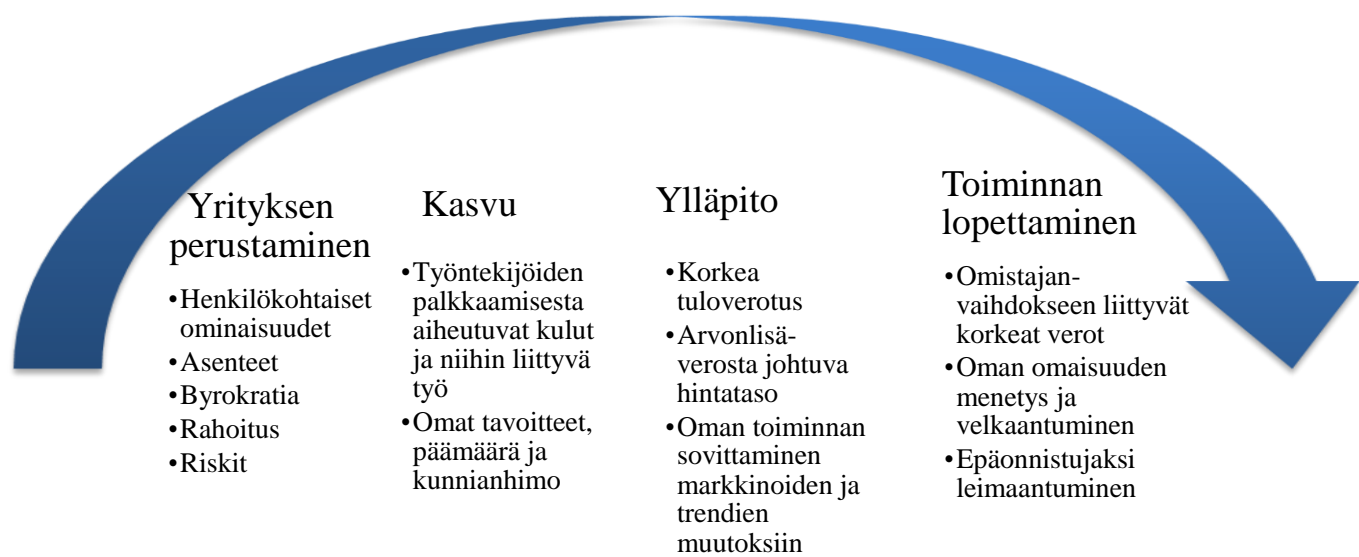 Yrityksen
perustaminen
•Henkilökohtaiset
ominaisuudet
•Asenteet
•Byrokratia
•Rahoitus
•Riskit
Kasvu
•Työntekijöiden
palkkaamisesta
aiheutuvat kulut
ja niihin liittyvä
työ
•Omat tavoitteet,
päämäärä ja
kunnianhimo
Ylläpito
•Korkea
tuloverotus
•Arvonlisä-
verosta johtuva
hintataso
•Oman toiminnan
sovittaminen
markkinoiden ja
trendien
muutoksiin
Toiminnan
lopettaminen
•Omistajan-
vaihdokseen liittyvät
korkeat verot
•Oman omaisuuden
menetys ja
velkaantuminen
•Epäonnistujaksi
leimaantuminen